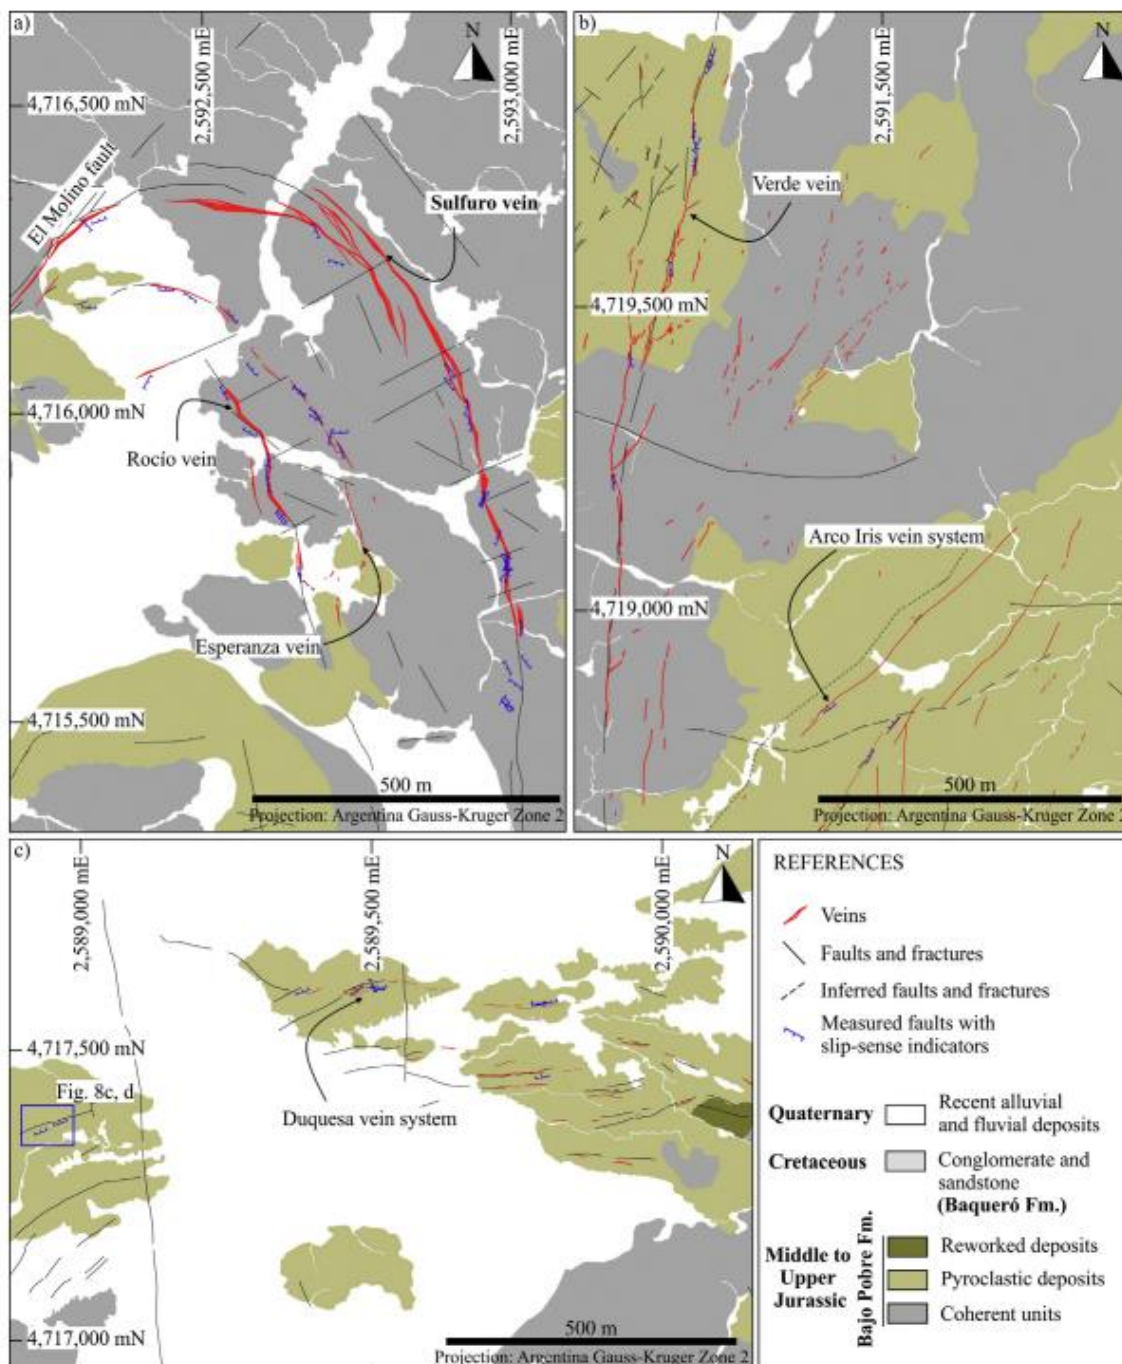 a)
N
2,592,500 mE
2,593,000 mE
4,716,500 mN
El Molino fault
Sulfuro vein
4,716,000 mN
Rocío vein
Esperanza vein
4,715,500 mN
500 m
Projection: Argentina Gauss-Kruger Zone 2
b)
N
2,591,500 mE
Verde vein
4,719,500 mN
Arco Iris vein system
4,719,000 mN
500 m
Projection: Argentina Gauss-Kruger Zone 2
c)
N
2,589,000 mE
2,589,500 mE
2,590,000 mE
4,717,500 mN
Fig. 8c, d
Duquesa vein system
4,717,000 mN
500 m
Projection: Argentina Gauss-Kruger Zone 2
REFERENCES
Veins
Faults and fractures
Inferred faults and fractures
Measured faults with
slip-sense indicators
Quaternary
Recent alluvial
and fluvial deposits
Cretaceous
Conglomerate and
sandstone
(Baqueró Fm.)
Middle to
Upper
Jurassic
Bajo Pobre Fm.
Reworked deposits
Pyroclastic deposits
Coherent units